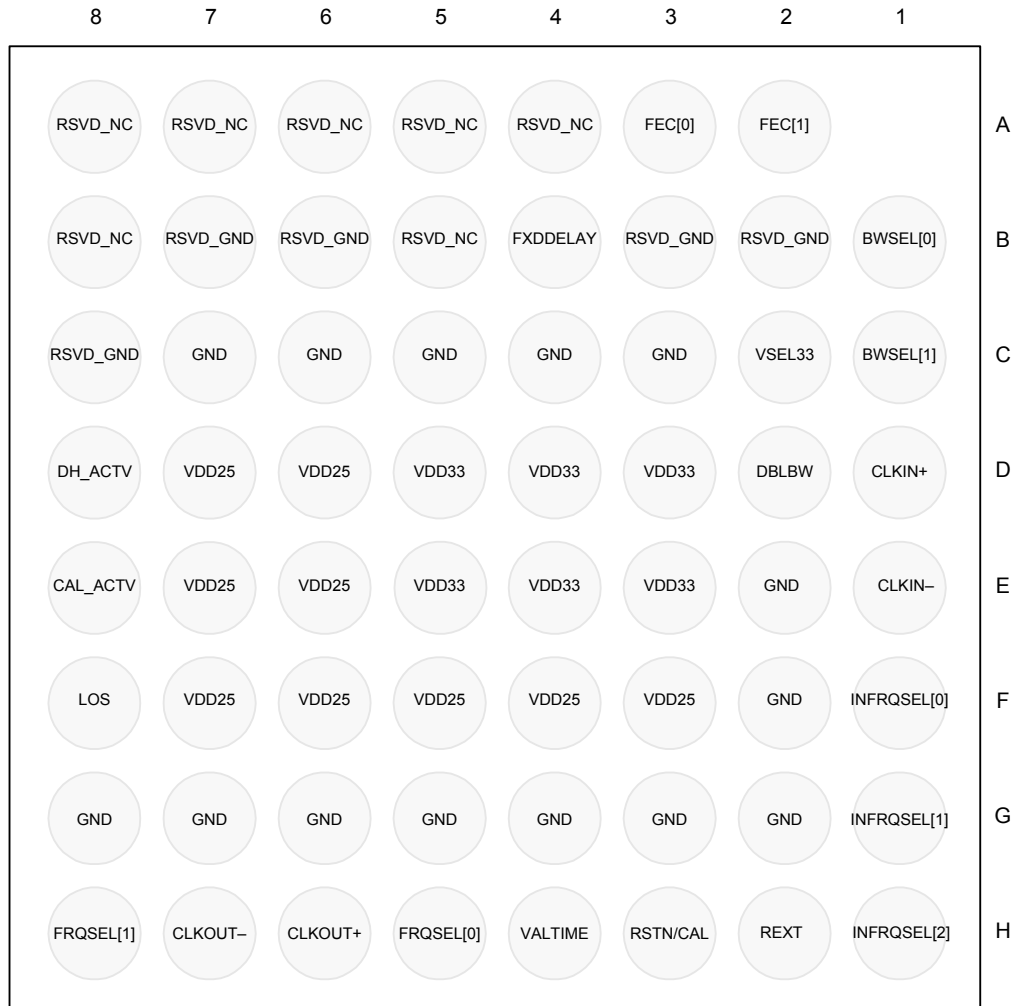 8 7 6 5 4 3 2 1
RSVD_NC RSVD_NC RSVD_NC RSVD_NC RSVD_NC FEC[0] FEC[1] A
RSVD_NC RSVD_GND RSVD_GND RSVD_NC FXDDELAY RSVD_GND RSVD_GND BWSEL[0] B
RSVD_GND GND GND GND GND GND VSEL33 BWSEL[1] C
DH_ACTV VDD25 VDD25 VDD33 VDD33 VDD33 DBLBW CLKIN+ D
CAL_ACTV VDD25 VDD25 VDD33 VDD33 VDD33 GND CLKIN– E
LOS VDD25 VDD25 VDD25 VDD25 VDD25 GND INFRQSEL[0] F
GND GND GND GND GND GND GND INFRQSEL[1] G
FRQSEL[1] CLKOUT– CLKOUT+ FRQSEL[0] VALTIME RSTN/CAL REXT INFRQSEL[2] H